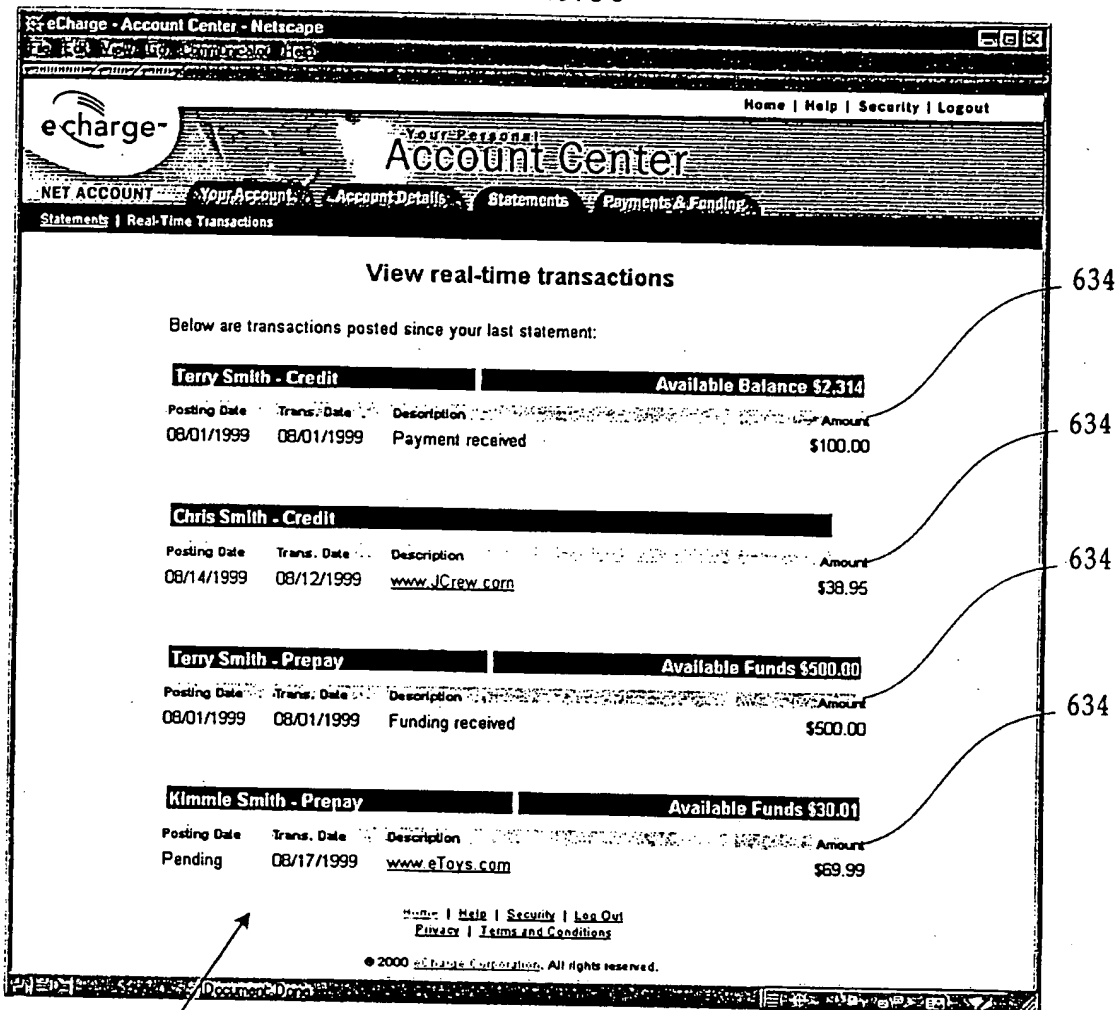 eCharge - Account Center - Netscape
File Edit View Go Communicator Help
Home | Help | Security | Logout
echarge
Your Personal
Account Center
NET ACCOUNT Your Account Account Details Statements Payments & Funding
Statements | Real-Time Transactions
View real-time transactions
634
Below are transactions posted since your last statement:
Terry Smith - Credit Available Balance $2,314
Posting Date Trans. Date Description Amount
08/01/1999 08/01/1999 Payment received $100.00
634
Chris Smith - Credit
Posting Date Trans. Date Description Amount
08/14/1999 08/12/1999 www.JCrew.com $38.95
634
Terry Smith - Prepay Available Funds $500.00
Posting Date Trans. Date Description Amount
08/01/1999 08/01/1999 Funding received $500.00
634
Kimmie Smith - Prepay Available Funds $30.01
Posting Date Trans. Date Description Amount
Pending 08/17/1999 www.eToys.com $69.99
Home | Help | Security | Log Out
Privacy | Terms and Conditions
© 2000 eCharge Corporation. All rights reserved.
Document: Done